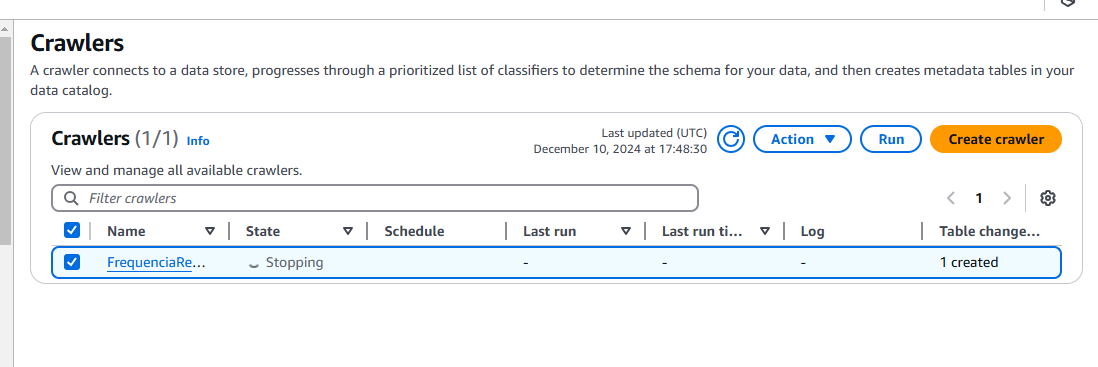 Crawlers
A crawler connects to a data store, progresses through a prioritized list of classifiers to determine the schema for your data, and then creates metadata tables in your
data catalog.
Crawlers (1/1) Info
Last updated (UTC)
December 10, 2024 at 17:48:30
Action
Run
Create crawler
View and manage all available crawlers.
Filter crawlers
1
Name State Schedule Last run Last run ti... Log Table change...
FrequenciaRe... Stopping - - - 1 created